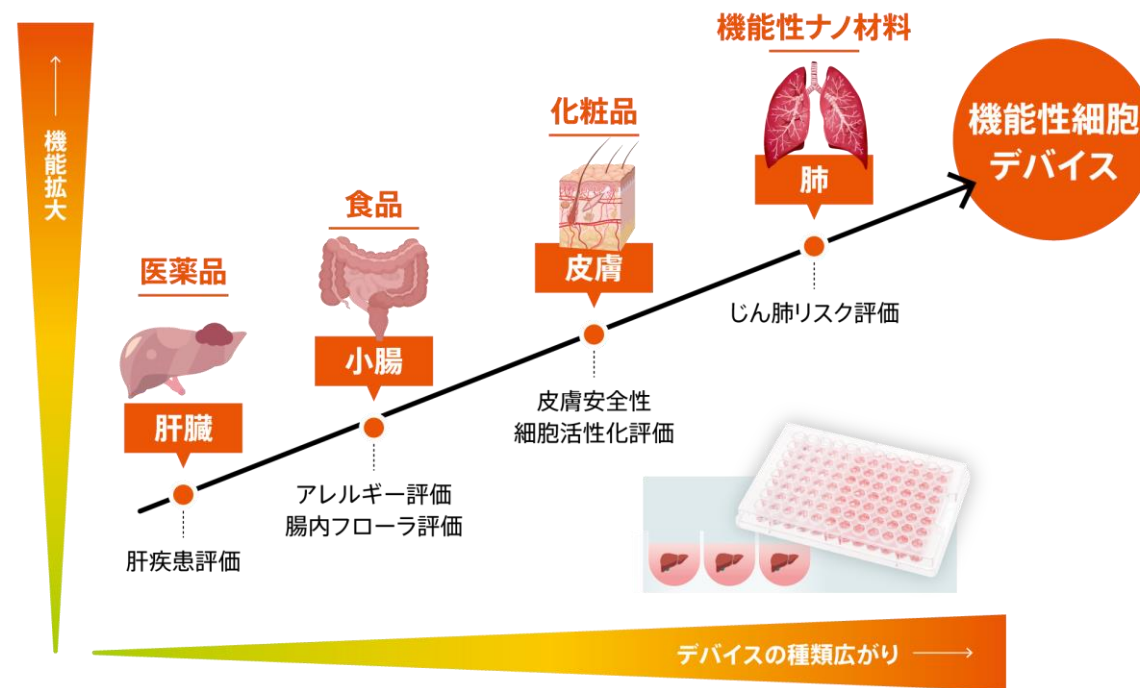 機能拡大
医薬品
肝臓
肝疾患評価
食品
小腸
アレルギー評価
腸内フローラ評価
化粧品
皮膚
皮膚安全性
細胞活性化評価
機能性ナノ材料
肺
じん肺リスク評価
機能性細胞
デバイス
デバイスの種類広がり